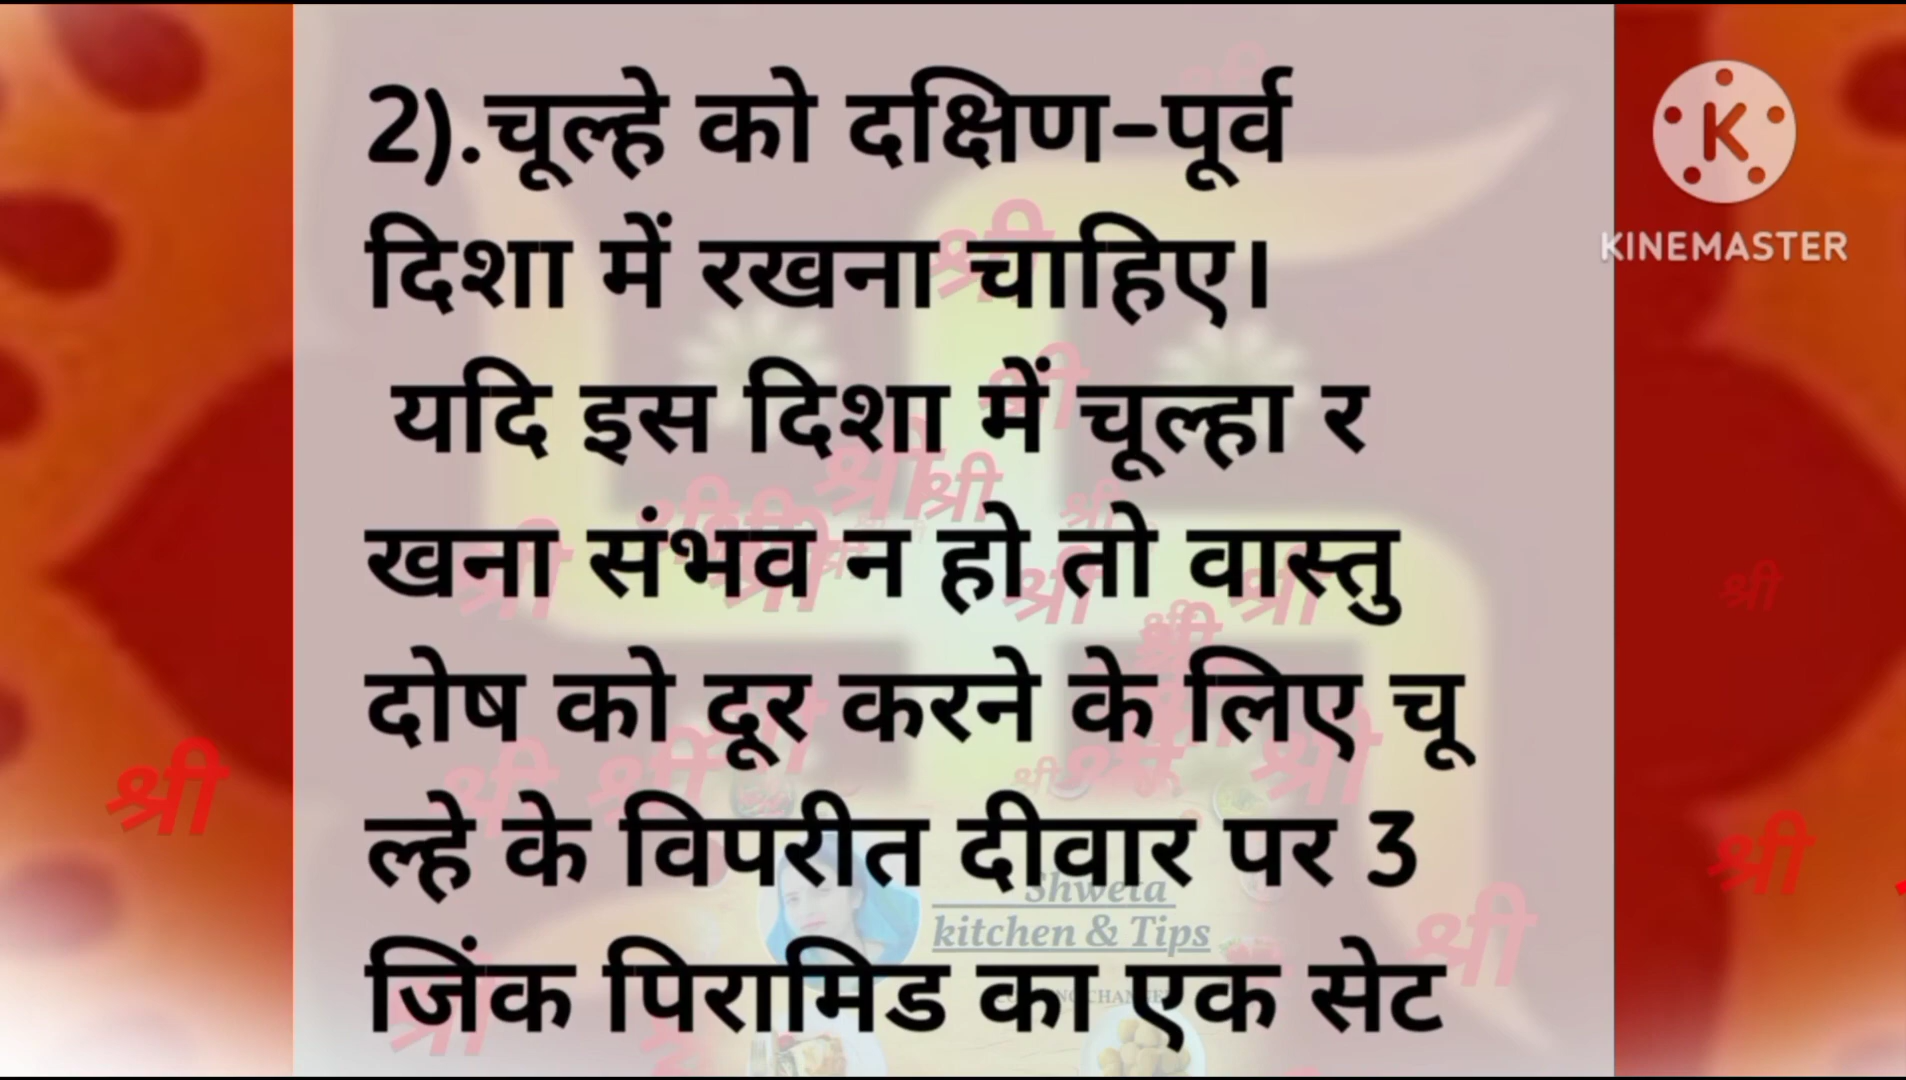 2).चूल्हे को दक्षिण-पूर्व
दिशा में रखना चाहिए।
यदि इस दिशा में चूल्हा र
खना संभव न हो तो वास्तु
दोष को दूर करने के लिए चू
ल्हे के विपरीत दीवार पर 3
जिंक पिरामिड का एक सेट
KINEMASTER
श्री
श्री
श्री
Shweta
kitchen & Tips